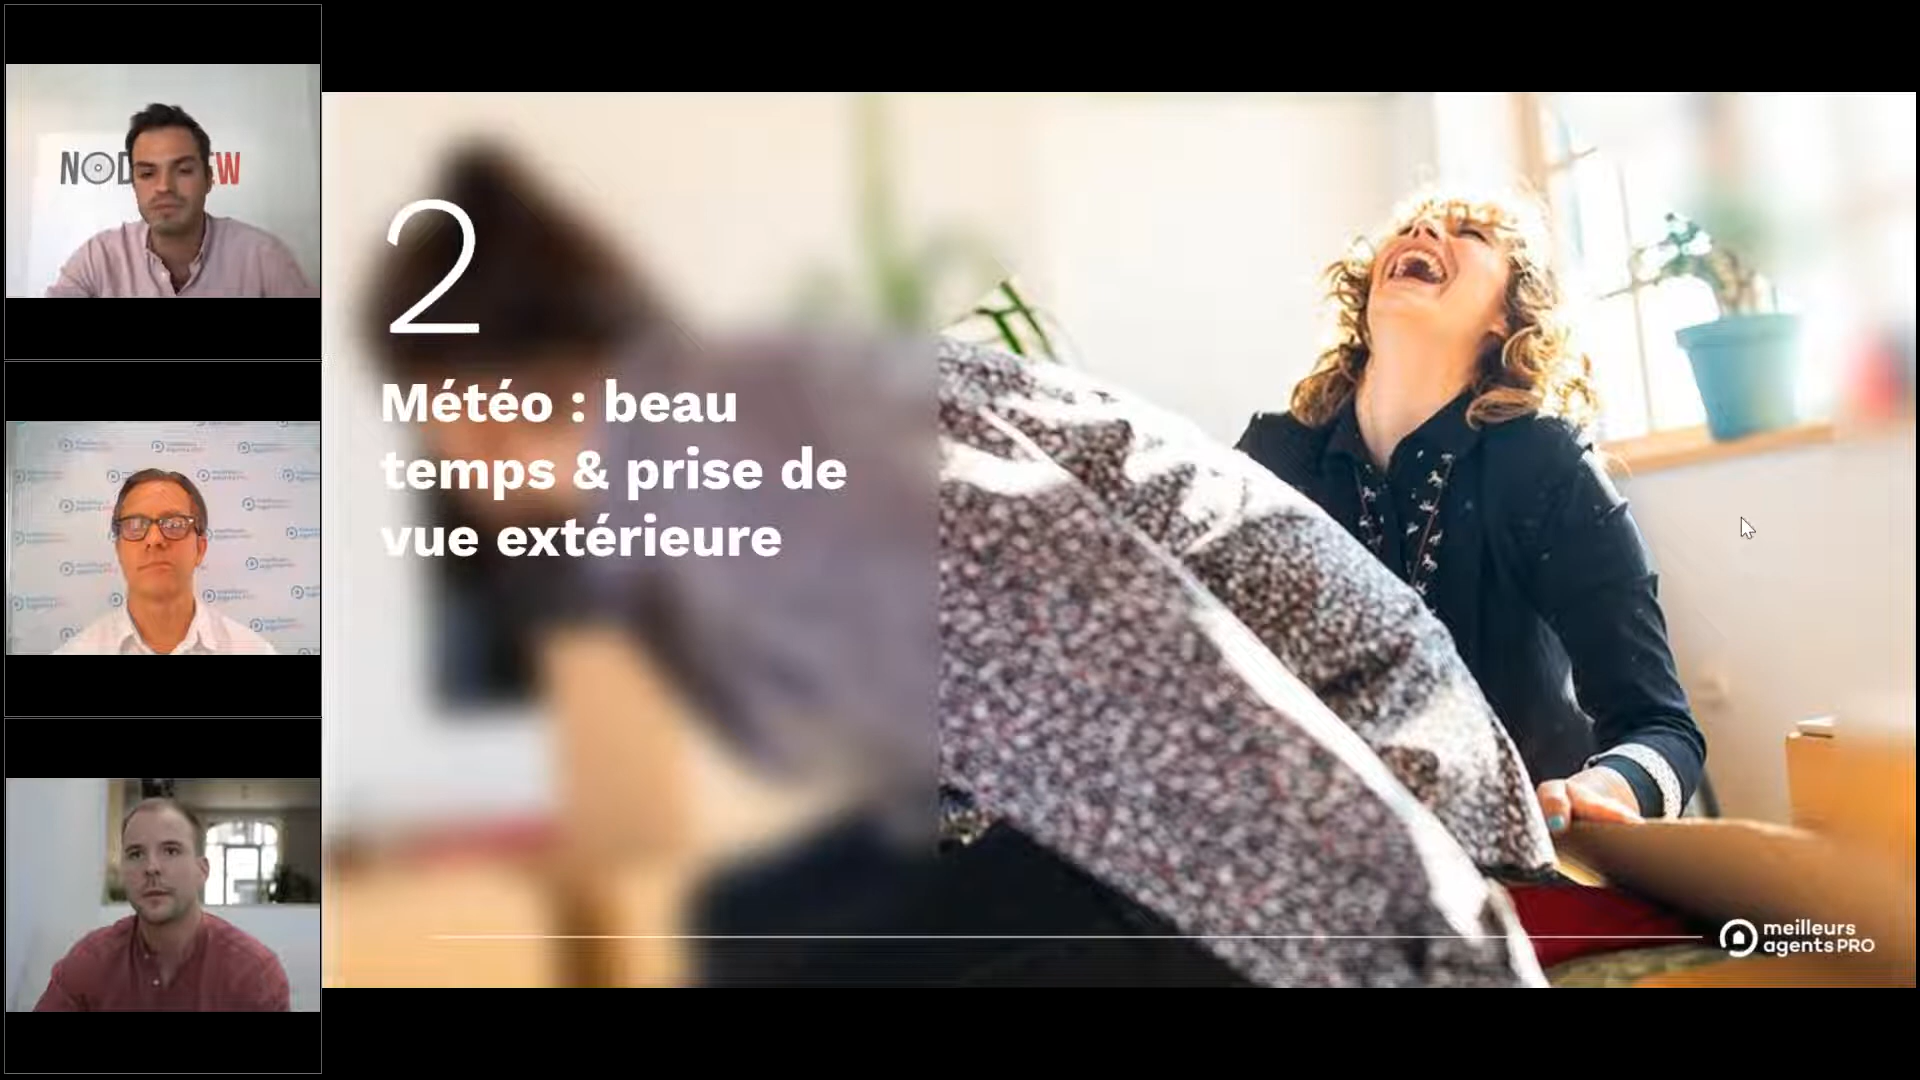 2
Météo : beau
temps & prise de
vue extérieure
meilleurs
agents PRO